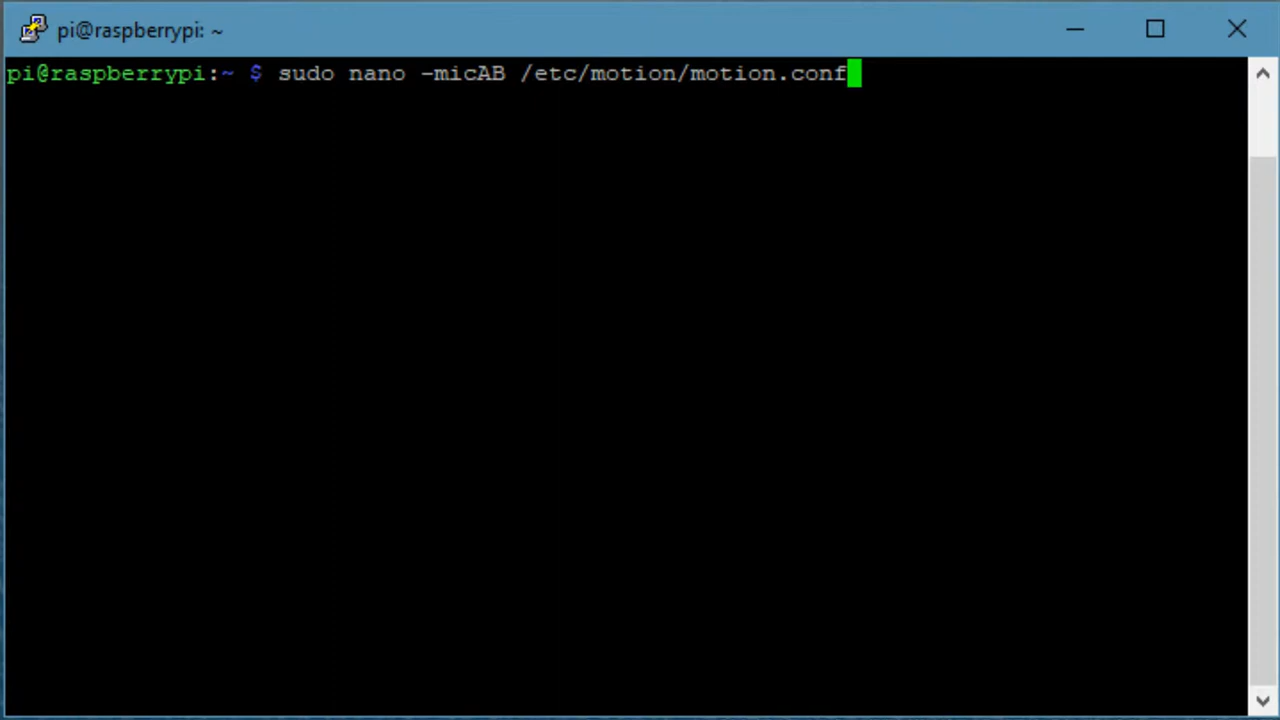 pi@raspberrypi: ~
pi@raspberrypi:~ $ sudo nano -micAB /etc/motion/motion.conf